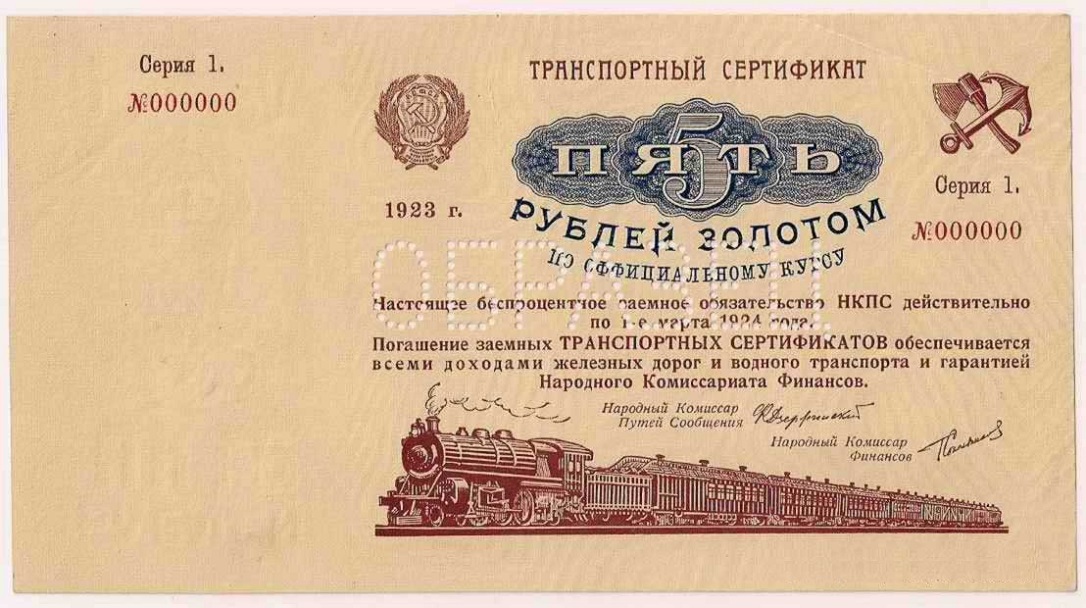 Серия 1.
№000000
ТРАНСПОРТНЫЙ СЕРТИФИКАТ
5
ПЯТЬ
РУБЛЕЙ ЗОЛОТОМ
ПО ОФФИЦИАЛЬНОМУ КУРСУ
1923 г.
Серия 1.
№000000
ОБРАЗЕЦ
Настоящее беспроцентное заемное обязательство НКПС действительно
по 1-е марта 1924 года.
Погашение заемных ТРАНСПОРТНЫХ СЕРТИФИКАТОВ обеспечивается
всеми доходами железных дорог и водного транспорта и гарантией
Народного Комиссариата Финансов.
Народный Комиссар
Путей Сообщения
Ф Дзержинский
Народный Комиссар
Финансов